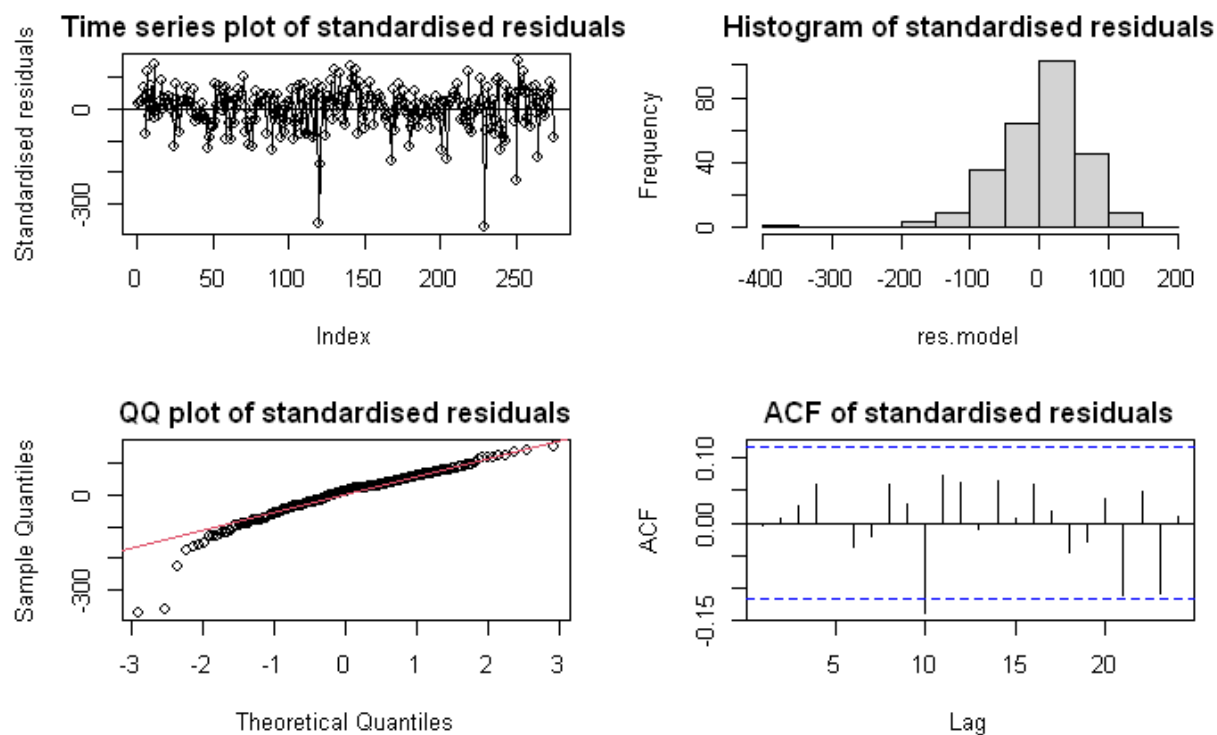 Time series plot of standardised residuals
Standardised residuals
0
-300
0 50 100 150 200 250
Index
Histogram of standardised residuals
Frequency
80
40
0
-400 -300 -200 -100 0 100 200
res.model
QQ plot of standardised residuals
Sample Quantiles
0
-300
-3 -2 -1 0 1 2 3
Theoretical Quantiles
ACF of standardised residuals
ACF
0.10
0.00
-0.15
5 10 15 20
Lag